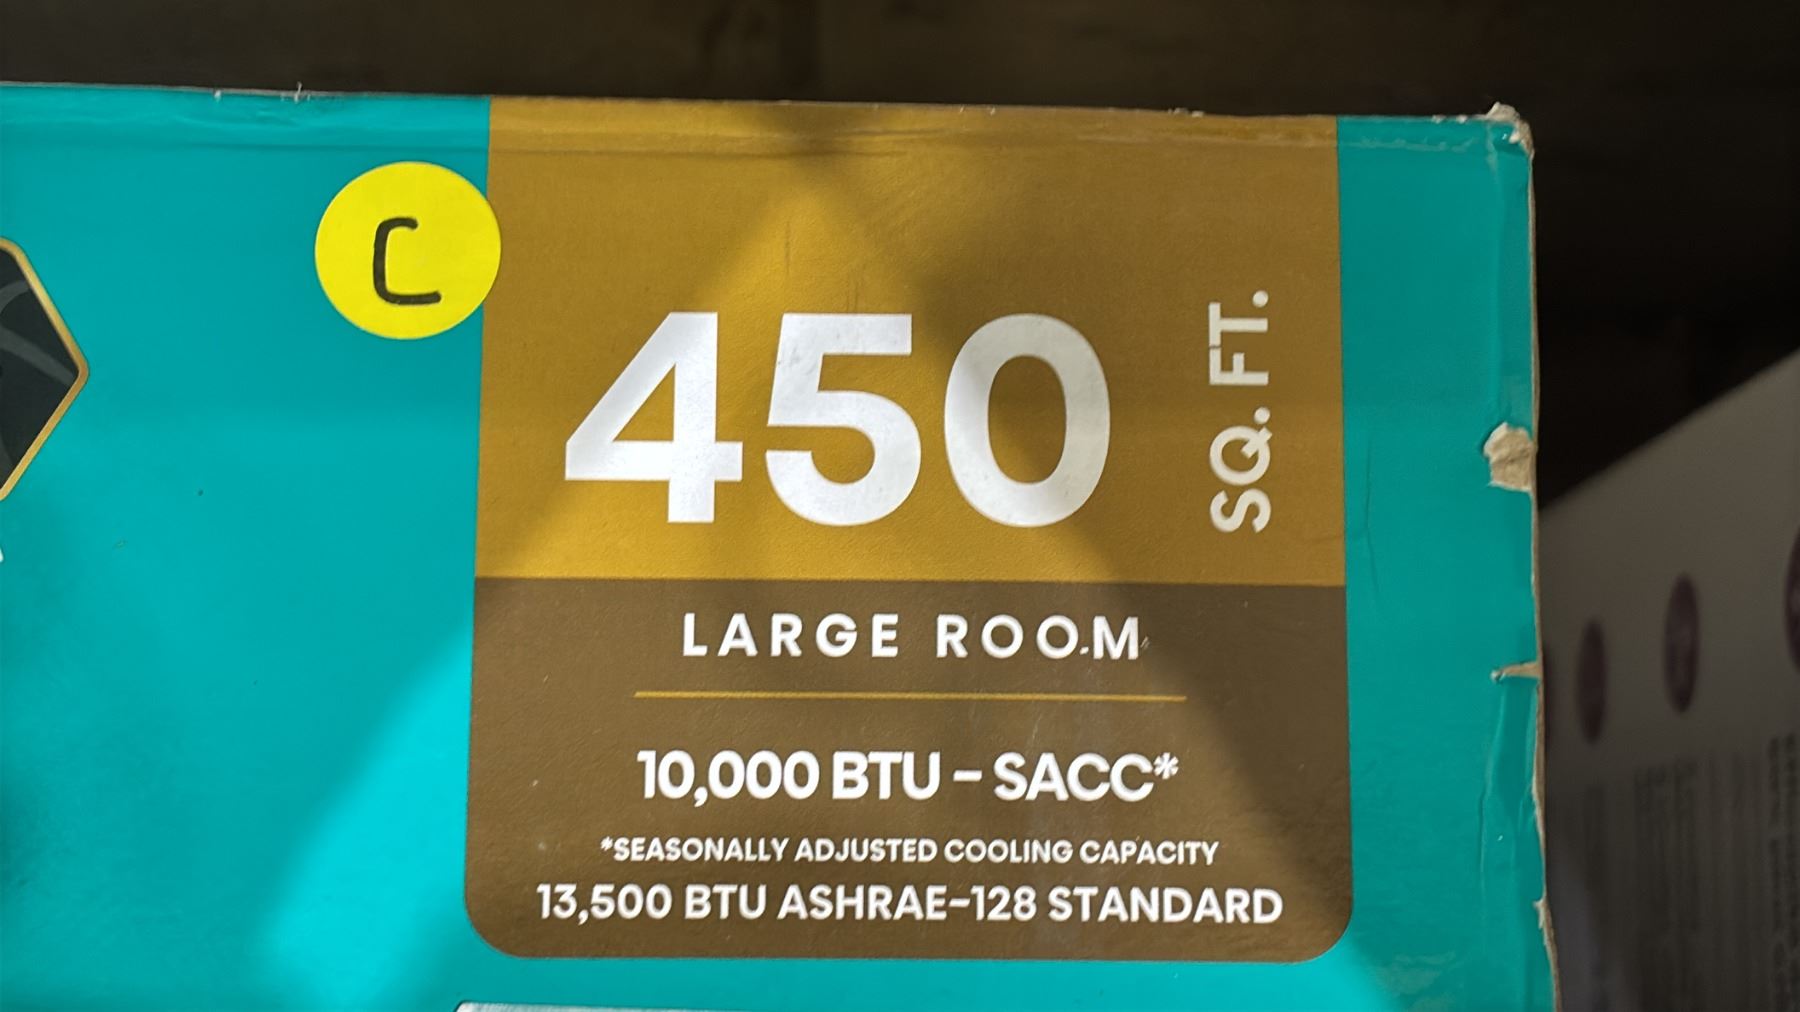 C
450 SQ. FT.
LARGE ROOM
10,000 BTU - SACC*
*SEASONALLY ADJUSTED COOLING CAPACITY
13,500 BTU ASHRAE-128 STANDARD